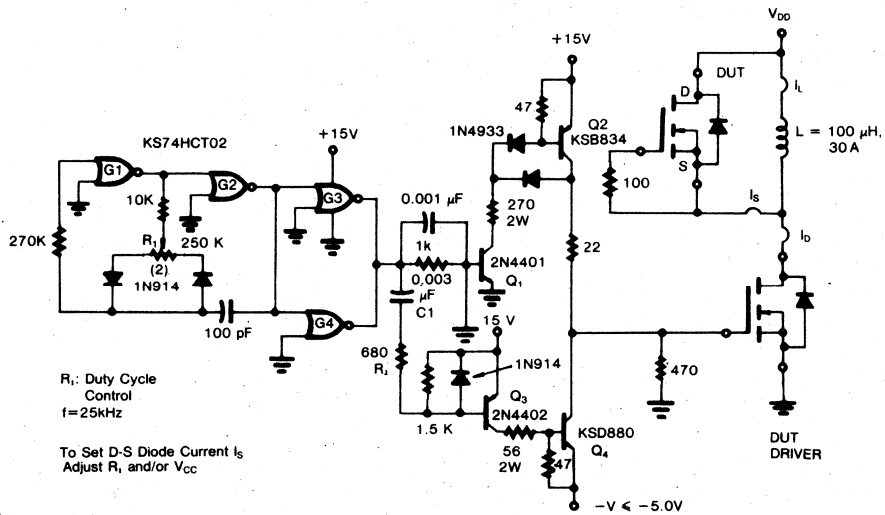 KS74HCT02
G1
G2
G3
G4
+15V
10K
270K
R₁
250 K
(2)
1N914
100 pF
R₁: Duty Cycle
Control
f=25kHz
To Set D-S Diode Current Is
Adjust R₁ and/or Vcc
0.001 µF
1k
0.003
µF
C1
680
R₂
1.5 K
15 V
1N914
Q₃
2N4402
56
2W
47
KSD880
Q₄
−V ⩽ −5.0V
+15V
47
Q2
KSB834
1N4933
270
2W
2N4401
Q₁
22
470
VDD
DUT
D
S
100
IL
L = 100 µH,
30 A
IS
ID
DUT
DRIVER